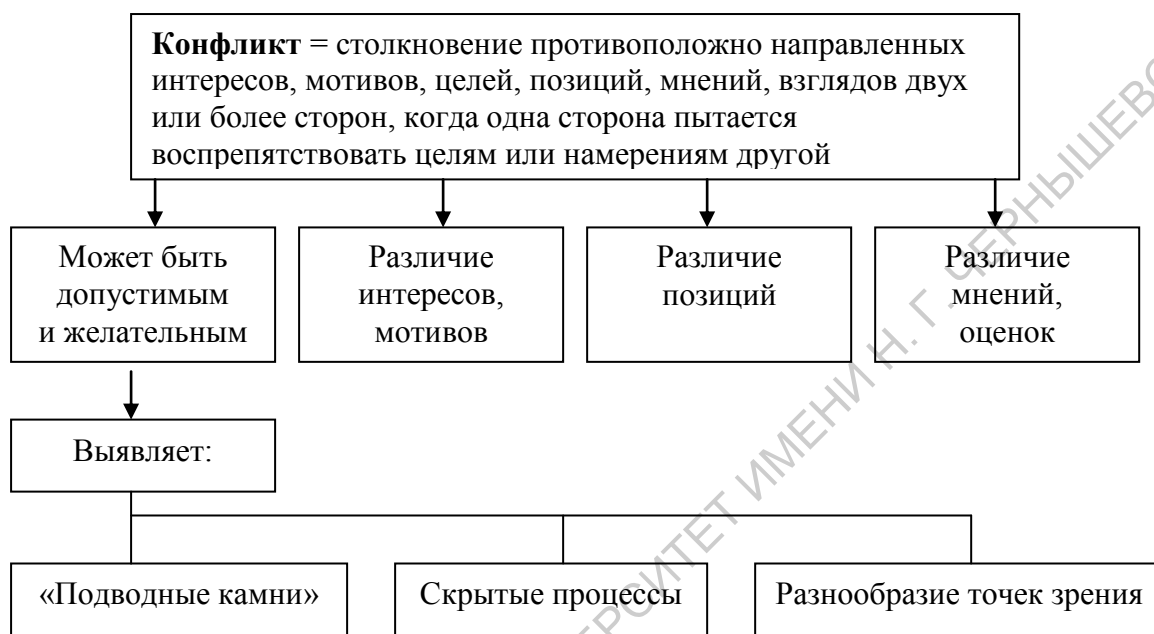 Конфликт = столкновение противоположно направленных
интересов, мотивов, целей, позиций, мнений, взглядов двух
или более сторон, когда одна сторона пытается
воспрепятствовать целям или намерениям другой
Может быть
допустимым
и желательным
Различие
интересов,
мотивов
Различие
позиций
Различие
мнений,
оценок
Выявляет:
«Подводные камни»
Скрытые процессы
Разнообразие точек зрения
ИМЕНИ Н. Г. ЧЕРНЫШЕВС